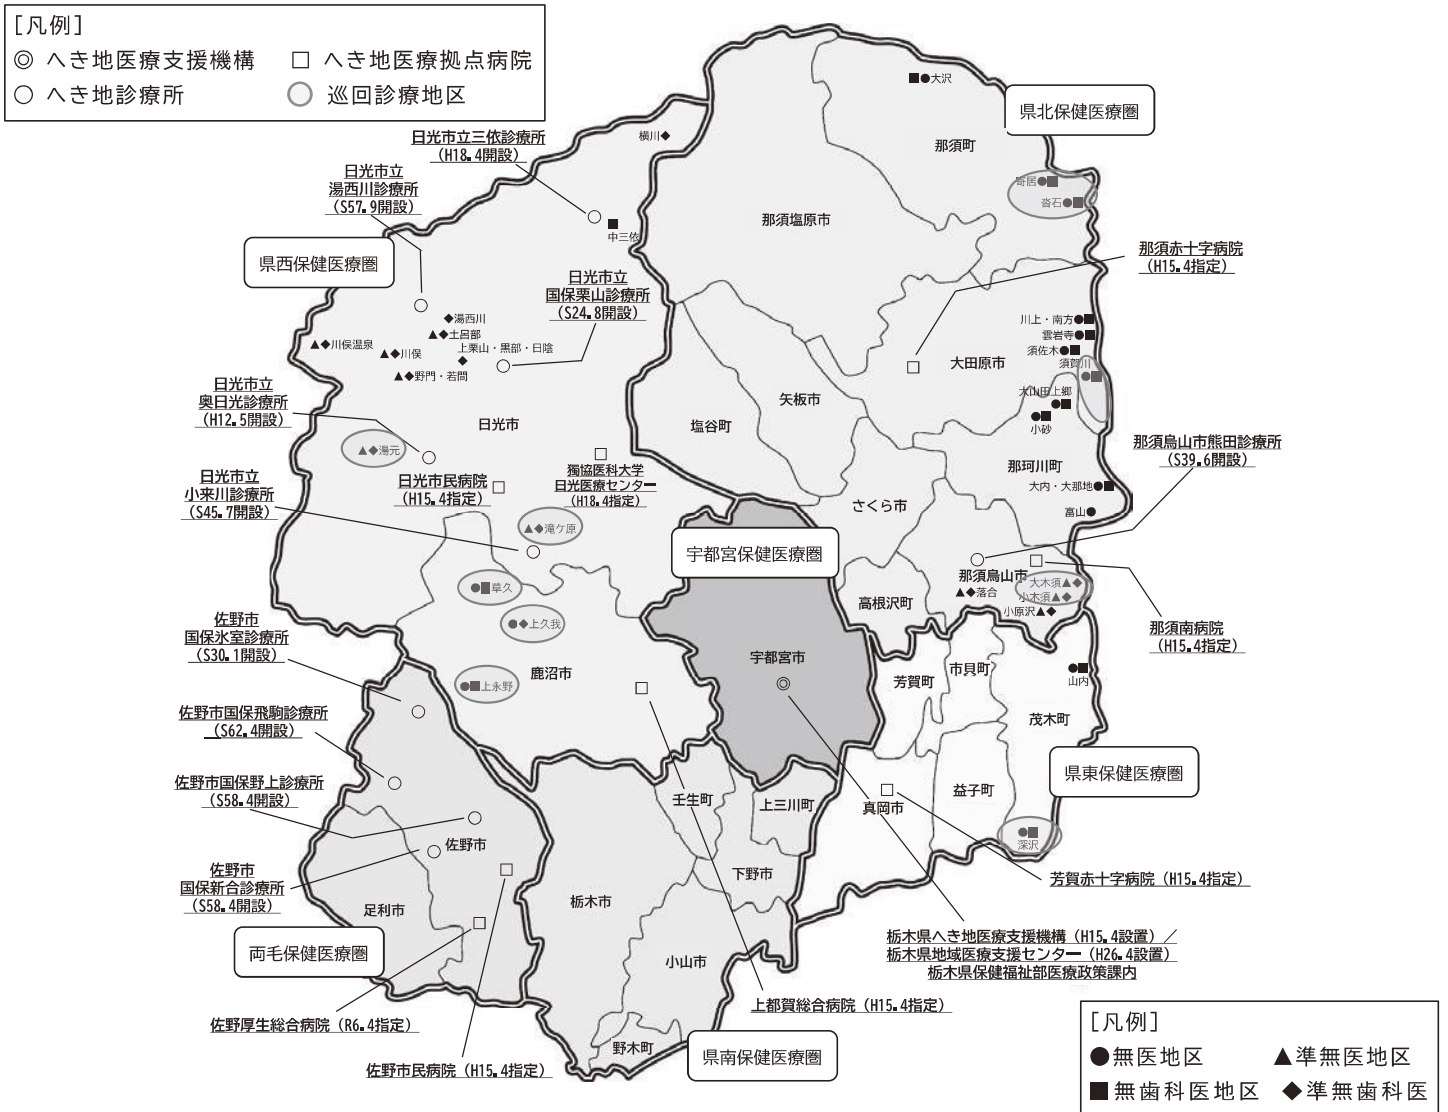 [凡例]
◎ へき地医療支援機構 □ へき地医療拠点病院
○ へき地診療所 ○ 巡回診療地区
■●大沢
県北保健医療圏
日光市立三依診療所
(H18.4開設)
横川◆
那須町
日光市立
湯西川診療所
(S57.9開設)
寄居●■
沓石●■
那須塩原市
■
中三依
県西保健医療圏
那須赤十字病院
(H15.4指定)
日光市立
国保栗山診療所
(S24.8開設)
◆湯西川
▲◆土呂部
▲◆川俣温泉
▲◆川俣
上栗山・黒部・日陰
◆
▲◆野門・若間
川上・南方●■
雲岩寺●■
須佐木●■
須賀川
●■
大田原市
大山田上郷
●■
●■
小砂
日光市立
奥日光診療所
(H12.5開設)
日光市
矢板市
塩谷町
▲◆湯元
那須烏山市熊田診療所
(S39.6開設)
日光市民病院
(H15.4指定)
獨協医科大学
日光医療センター
(H18.4指定)
日光市立
小来川診療所
(S45.7開設)
那珂川町
大内・大那地●■
富山●
さくら市
▲◆滝ケ原
宇都宮保健医療圏
那須烏山市
▲◆落合
大木須▲◆
小木須▲◆
小原沢▲◆
高根沢町
●■草久
●◆上久我
佐野市
国保氷室診療所
(S30.1開設)
那須南病院
(H15.4指定)
鹿沼市
●■上永野
宇都宮市
芳賀町
市貝町
●■
山内
茂木町
佐野市国保飛駒診療所
(S62.4開設)
県東保健医療圏
佐野市国保野上診療所
(S58.4開設)
壬生町
上三川町
真岡市
益子町
佐野市
●■
深沢
佐野市
国保新合診療所
(S58.4開設)
下野市
芳賀赤十字病院(H15.4指定)
足利市
栃木市
両毛保健医療圏
小山市
栃木県へき地医療支援機構(H15.4設置)/
栃木県地域医療支援センター(H26.4設置)
栃木県保健福祉部医療政策課内
上都賀総合病院(H15.4指定)
佐野厚生総合病院(R6.4指定)
野木町
県南保健医療圏
佐野市民病院(H15.4指定)
[凡例]
●無医地区 ▲準無医地区
■無歯科医地区 ◆準無歯科医